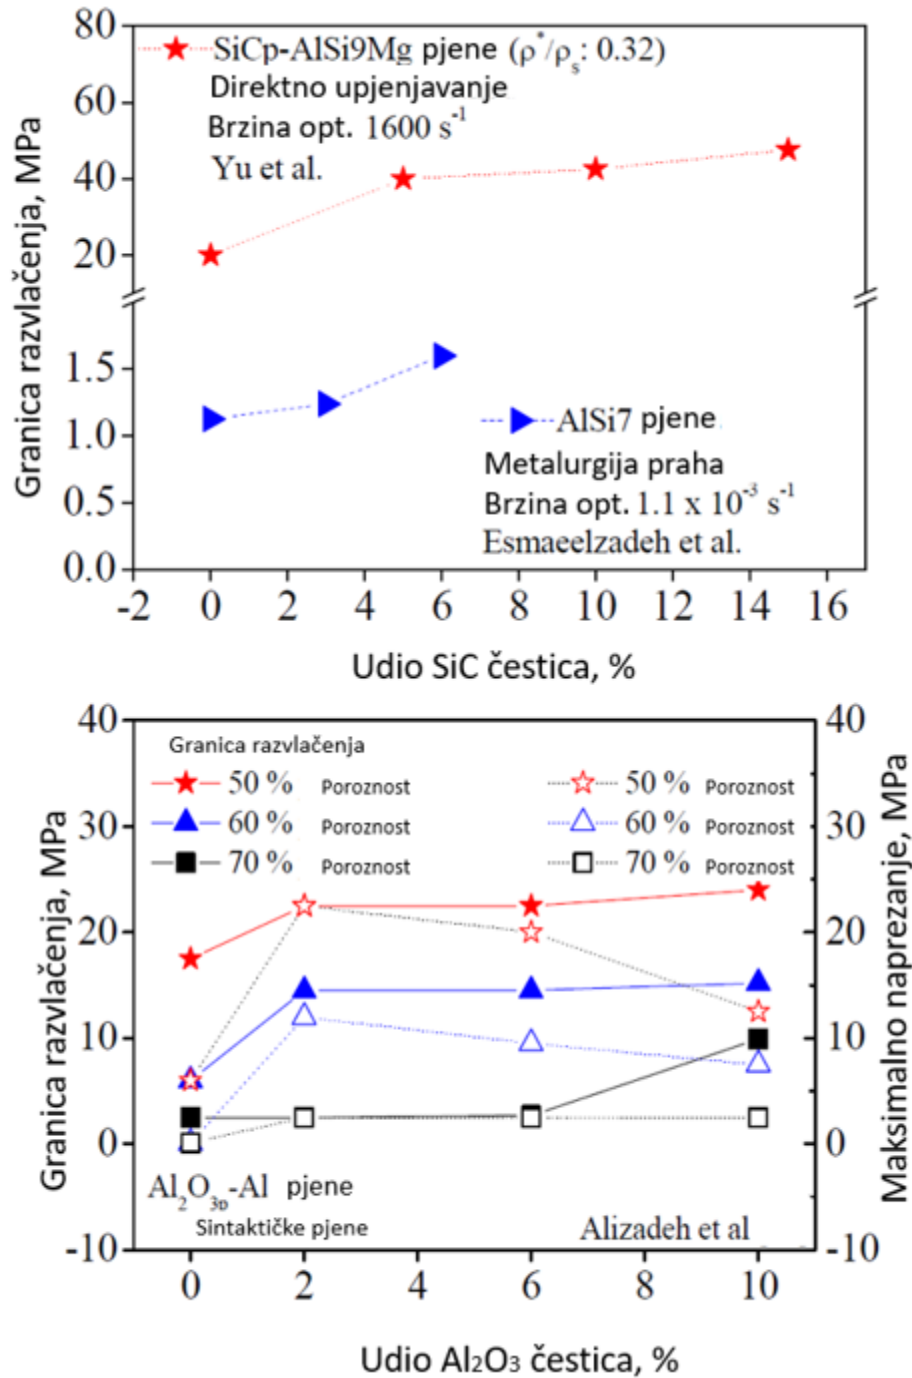 80
60
40
20
1.5
1.0
0.5
0.0
Granica razvlačenja, MPa
SiCp-AlSi9Mg pjene (ρ*/ρs: 0.32)
Direktno upjenjavanje
Brzina opt. 1600 s⁻¹
Yu et al.
AlSi7 pjene
Metalurgija praha
Brzina opt. 1.1 x 10⁻³ s⁻¹
Esmaeelzadeh et al.
-2 0 2 4 6 8 10 12 14 16
Udio SiC čestica, %
40
30
20
10
0
-10
Granica razvlačenja, MPa
Granica razvlačenja
50 % Poroznost 50 % Poroznost
60 % Poroznost 60 % Poroznost
70 % Poroznost 70 % Poroznost
Al₂O₃p-Al pjene
Sintaktičke pjene
Alizadeh et al
40
30
20
10
0
-10
Maksimalno naprezanje, MPa
0 2 4 6 8 10
Udio Al₂O₃ čestica, %